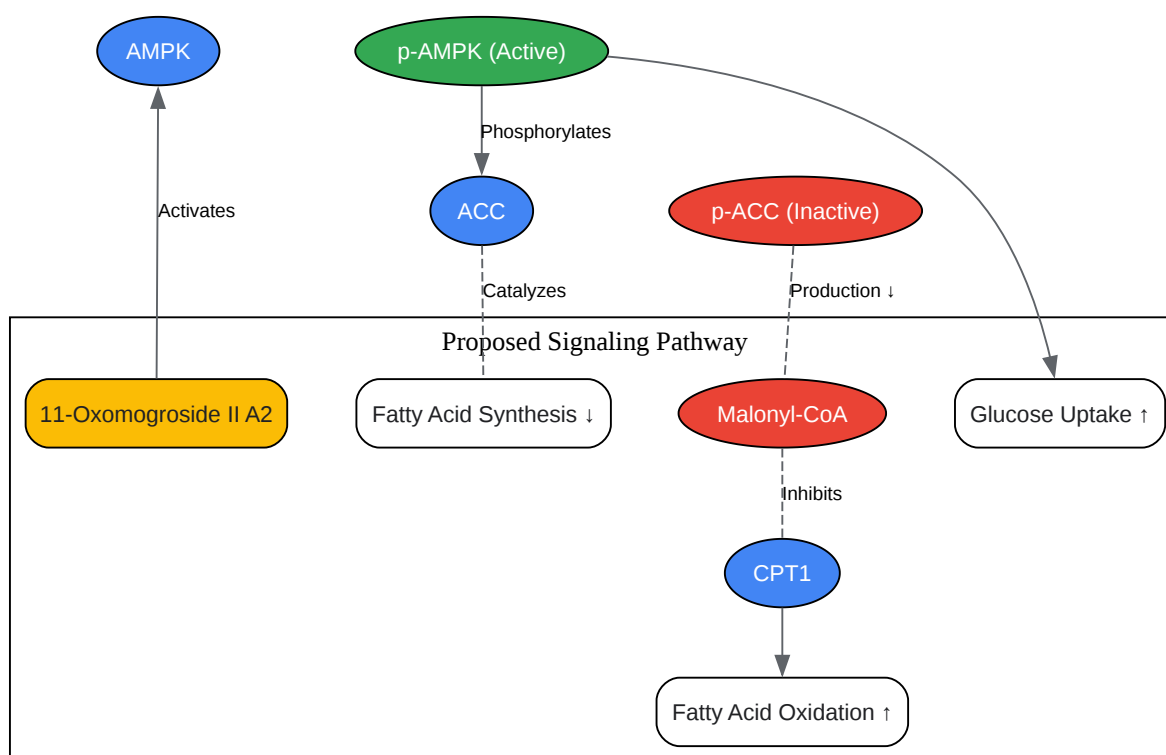 AMPK
p-AMPK (Active)
Phosphorylates
Activates
ACC
p-ACC (Inactive)
Catalyzes
Production ↓
Proposed Signaling Pathway
11-Oxomogroside II A2
Fatty Acid Synthesis ↓
Malonyl-CoA
Glucose Uptake ↑
Inhibits
CPT1
Fatty Acid Oxidation ↑